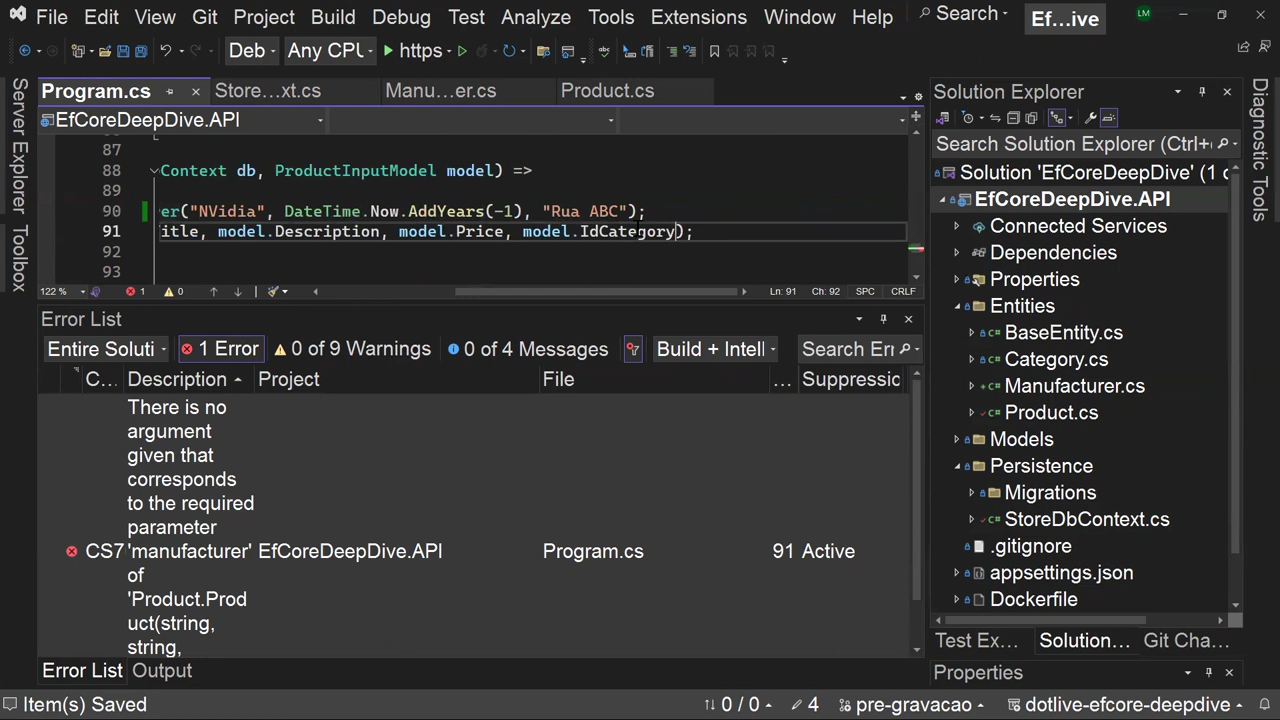 File Edit View Git Project Build Debug Test Analyze Tools Extensions Window Help Search Ef...ive LM
Deb Any CPU https
Server Explorer
Toolbox
Program.cs Store...xt.cs Manu...er.cs Product.cs
EfCoreDeepDive.API
87
88 Context db, ProductInputModel model) =>
89
90 er("NVidia", DateTime.Now.AddYears(-1), "Rua ABC");
91 itle, model.Description, model.Price, model.IdCategory);
92
93
122 % 1 0 Ln: 91 Ch: 92 SPC CRLF
Error List
Entire Soluti 1 Error 0 of 9 Warnings 0 of 4 Messages Build + Intell Search Err
C... Description Project File ... Suppressio
There is no
argument
given that
corresponds
to the required
parameter
CS7 'manufacturer' EfCoreDeepDive.API Program.cs 91 Active
of
'Product.Prod
uct(string,
string,
Error List Output
Solution Explorer
Search Solution Explorer (Ctrl+
Solution 'EfCoreDeepDive' (1 c
EfCoreDeepDive.API
Connected Services
Dependencies
Properties
Entities
BaseEntity.cs
Category.cs
Manufacturer.cs
Product.cs
Models
Persistence
Migrations
StoreDbContext.cs
.gitignore
appsettings.json
Dockerfile
Test Ex... Solution... Git Cha...
Properties
Diagnostic Tools
Item(s) Saved 0 / 0 4 pre-gravacao dotlive-efcore-deepdive